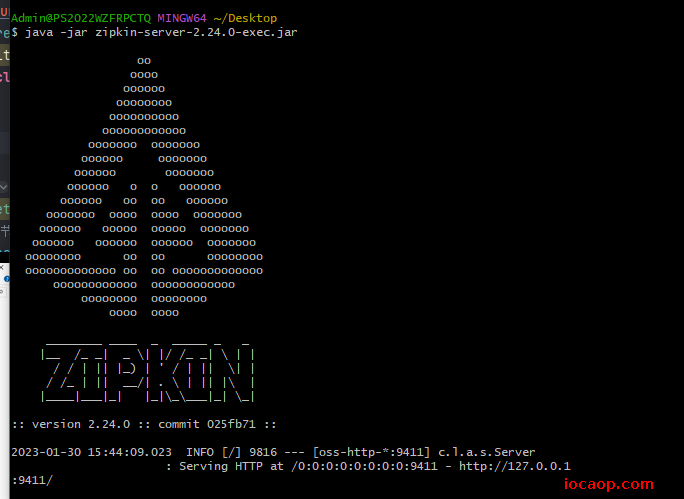 Admin@PS2022WZFRPCTQ MINGW64 ~/Desktop
$ java -jar zipkin-server-2.24.0-exec.jar
                  oo
                 oooo
                oooooo
               oooooooo
              oooooooooo
             oooooooooooo
           ooooooo  ooooooo
          oooooo     ooooooo
         oooooo       ooooooo
        oooooo   o  o   oooooo
       oooooo   oo  oo   oooooo
     ooooooo  oooo  oooo  ooooooo
    oooooo   ooooo  ooooo  ooooooo
   oooooo   oooooo  oooooo  ooooooo
  oooooooo      oo  oo      oooooooo
  ooooooooooooo oo  oo ooooooooooooo
      oooooooooooo  oooooooooooo
          oooooooo  oooooooo
              oooo  oooo
ZIPKIN
:: version 2.24.0 :: commit 025fb71 ::
2023-01-30 15:44:09.023  INFO [/] 9816 --- [oss-http-*:9411] c.l.a.s.Server
: Serving HTTP at /0:0:0:0:0:0:0:0:9411 - http://127.0.0.1
:9411/
iocaop.com